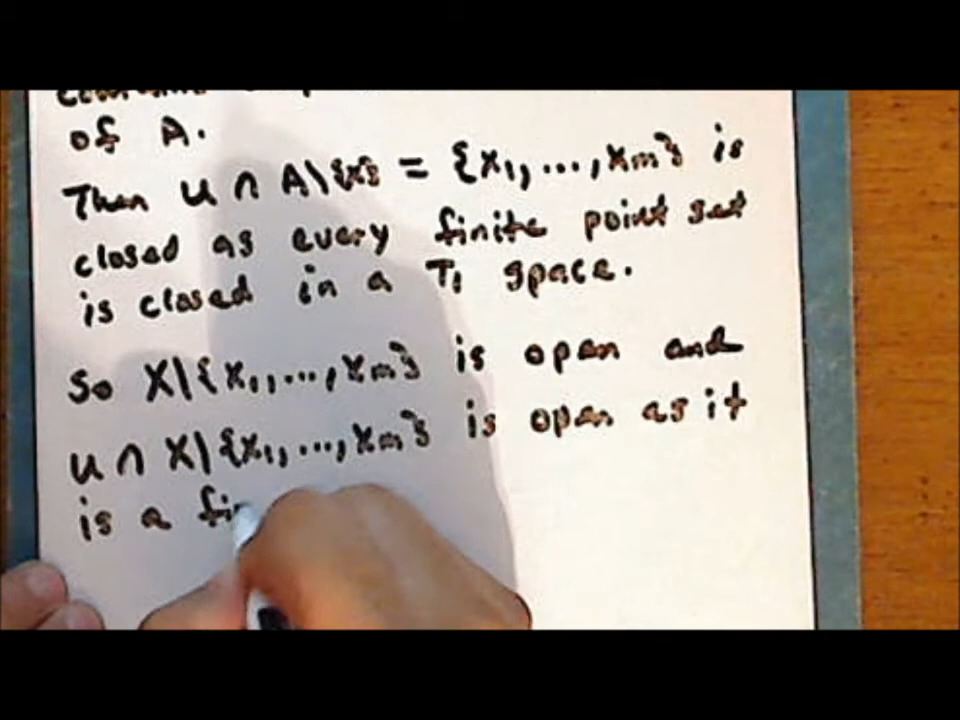 of A.
Then U ∩ A\{x} = {x₁, ..., xₘ} is
closed as every finite point set
is closed in a T₁ space.
So X\{x₁, ..., xₘ} is open and
U ∩ X\{x₁, ..., xₘ} is open as it
is a